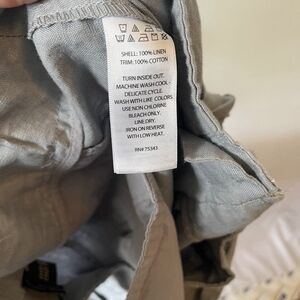 SHELL: 100% LINEN
TRIM: 100% COTTON
TURN INSIDE OUT.
MACHINE WASH COOL -
DELICATE CYCLE.
WASH WITH LIKE COLORS.
USE NON CHLORINE
BLEACH ONLY.
LINE DRY.
IRON ON REVERSE
WITH LOW HEAT.
RN# 75343